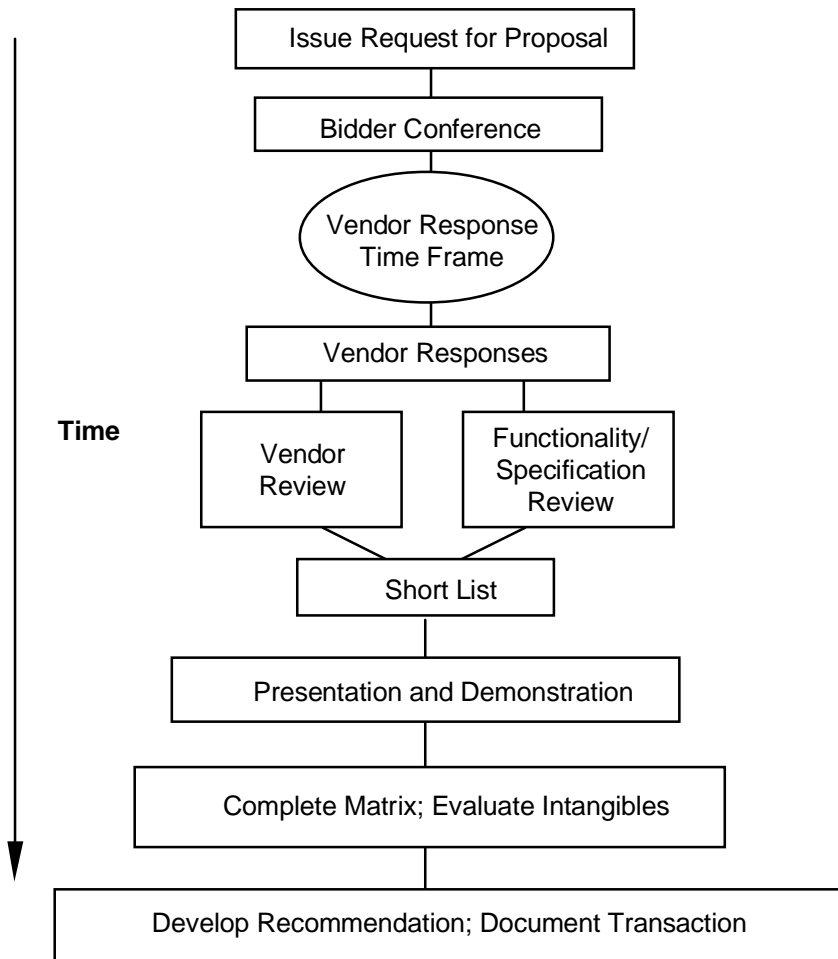 Issue Request for Proposal
Bidder Conference
Vendor Response
Time Frame
Vendor Responses
Time
Vendor
Review
Functionality/
Specification
Review
Short List
Presentation and Demonstration
Complete Matrix; Evaluate Intangibles
Develop Recommendation; Document Transaction